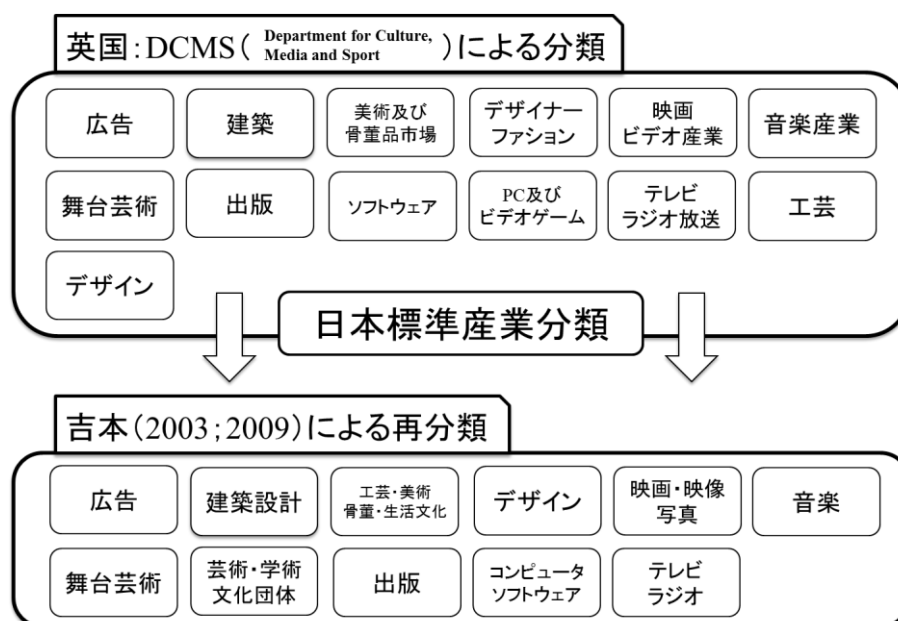 英国:DCMS( Department for Culture, Media and Sport )による分類
広告
建築
美術及び
骨董品市場
デザイナー
ファション
映画
ビデオ産業
音楽産業
舞台芸術
出版
ソフトウェア
PC及び
ビデオゲーム
テレビ
ラジオ放送
工芸
デザイン
日本標準産業分類
吉本(2003;2009)による再分類
広告
建築設計
工芸・美術
骨董・生活文化
デザイン
映画・映像
写真
音楽
舞台芸術
芸術・学術
文化団体
出版
コンピュータ
ソフトウェア
テレビ
ラジオ